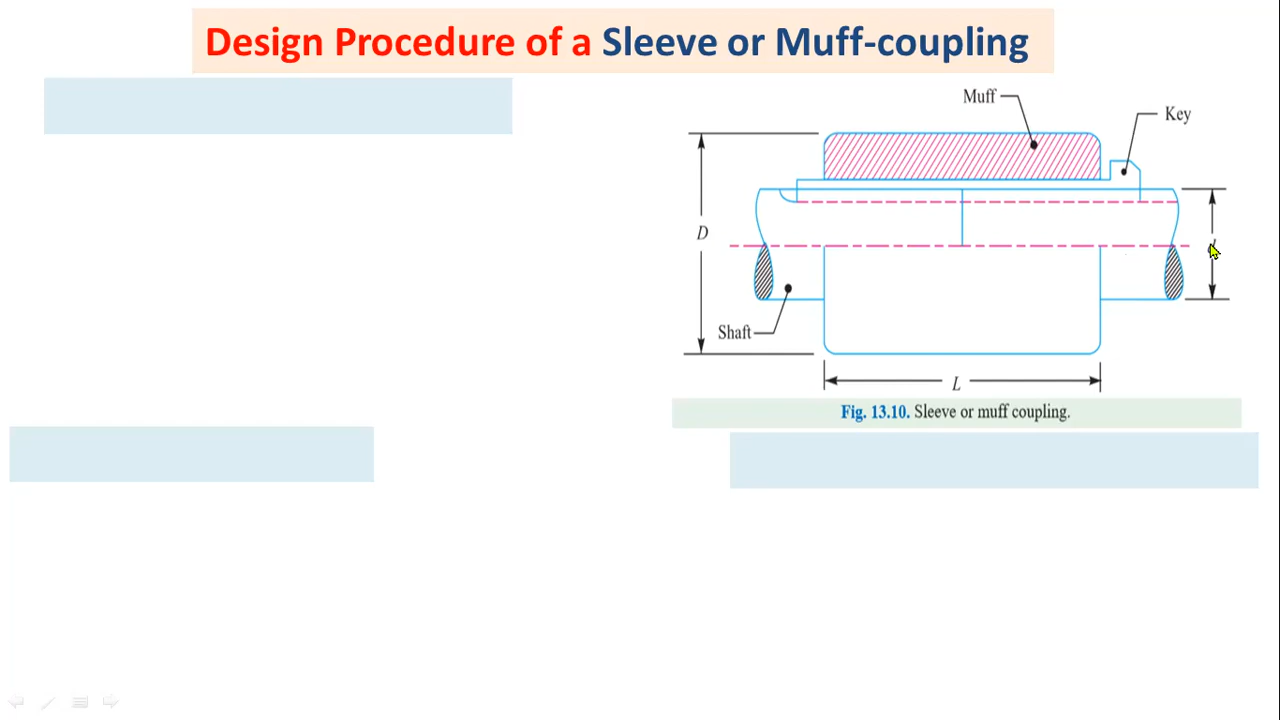 Design Procedure of a Sleeve or Muff-coupling
Muff
Key
D
Shaft
L
Fig. 13.10. Sleeve or muff coupling.